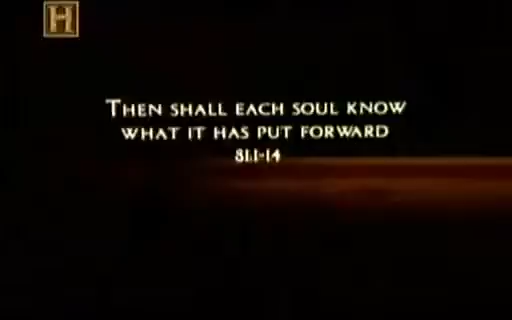 H
THEN SHALL EACH SOUL KNOW
WHAT IT HAS PUT FORWARD
81.1-14